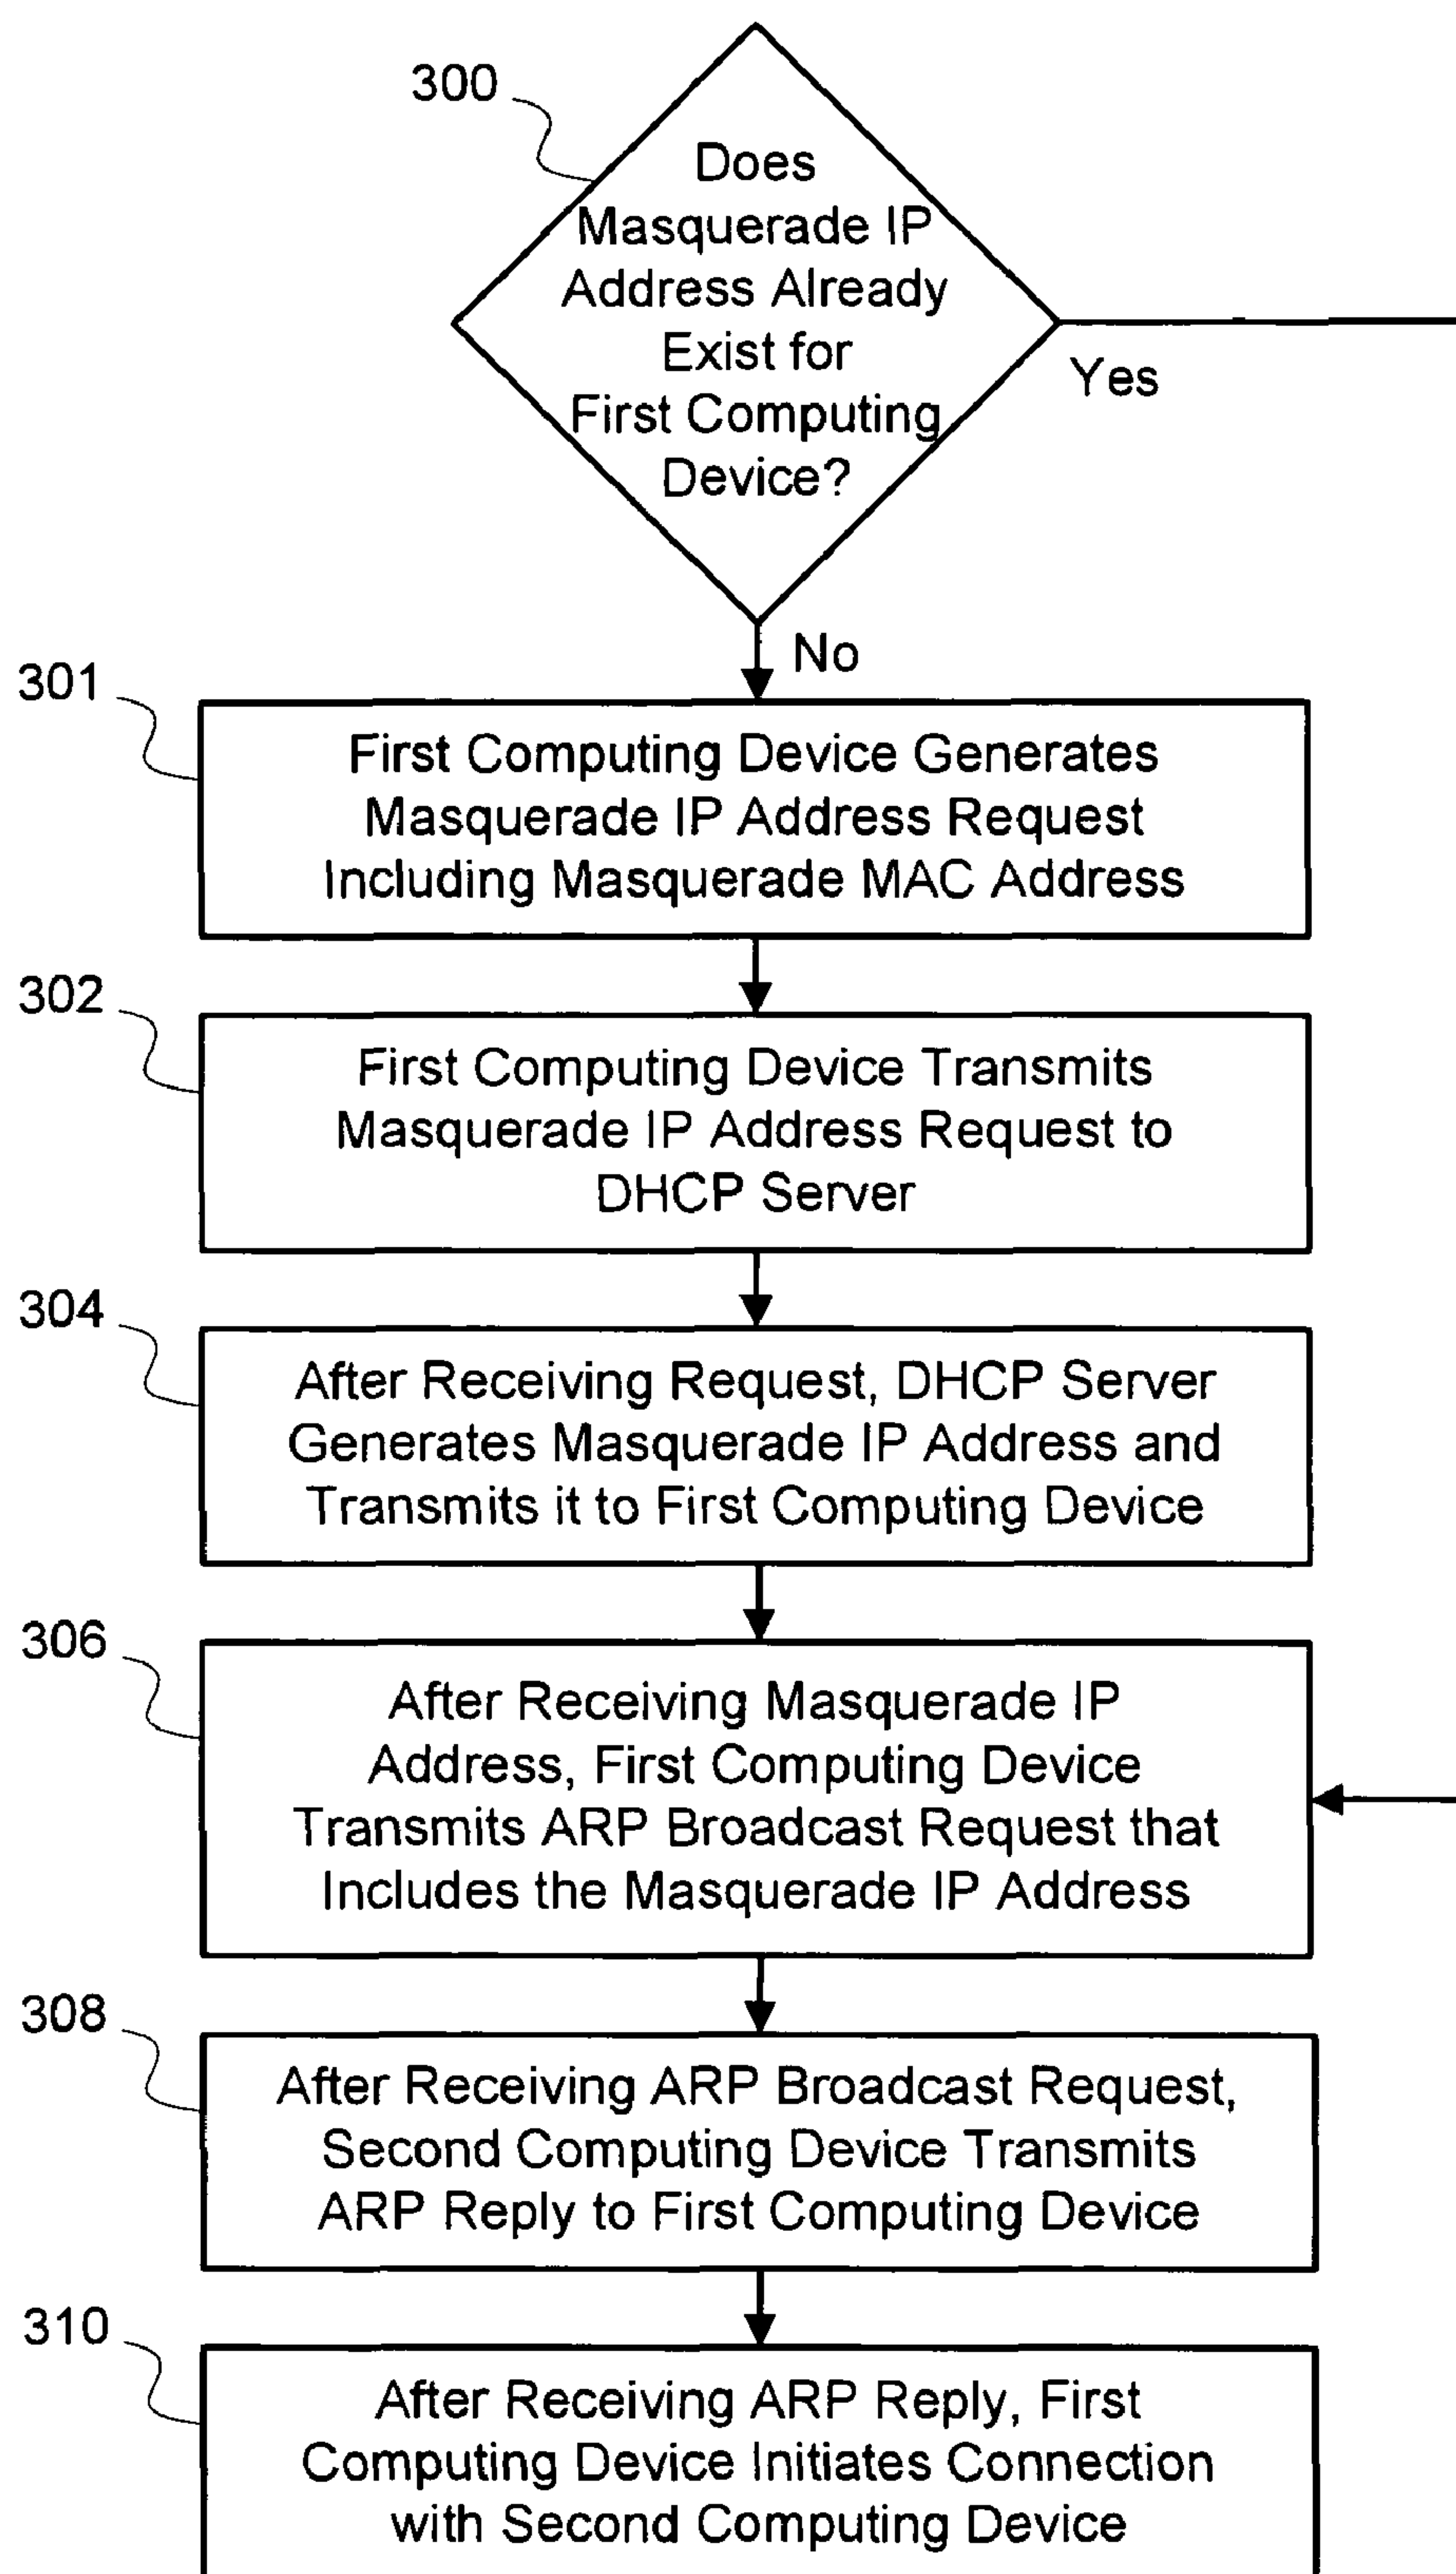 300
Does
Masquerade IP
Address Already
Exist for
First Computing
Device?
Yes
No
301
First Computing Device Generates
Masquerade IP Address Request
Including Masquerade MAC Address
302
First Computing Device Transmits
Masquerade IP Address Request to
DHCP Server
304
After Receiving Request, DHCP Server
Generates Masquerade IP Address and
Transmits it to First Computing Device
306
After Receiving Masquerade IP
Address, First Computing Device
Transmits ARP Broadcast Request that
Includes the Masquerade IP Address
308
After Receiving ARP Broadcast Request,
Second Computing Device Transmits
ARP Reply to First Computing Device
310
After Receiving ARP Reply, First
Computing Device Initiates Connection
with Second Computing Device